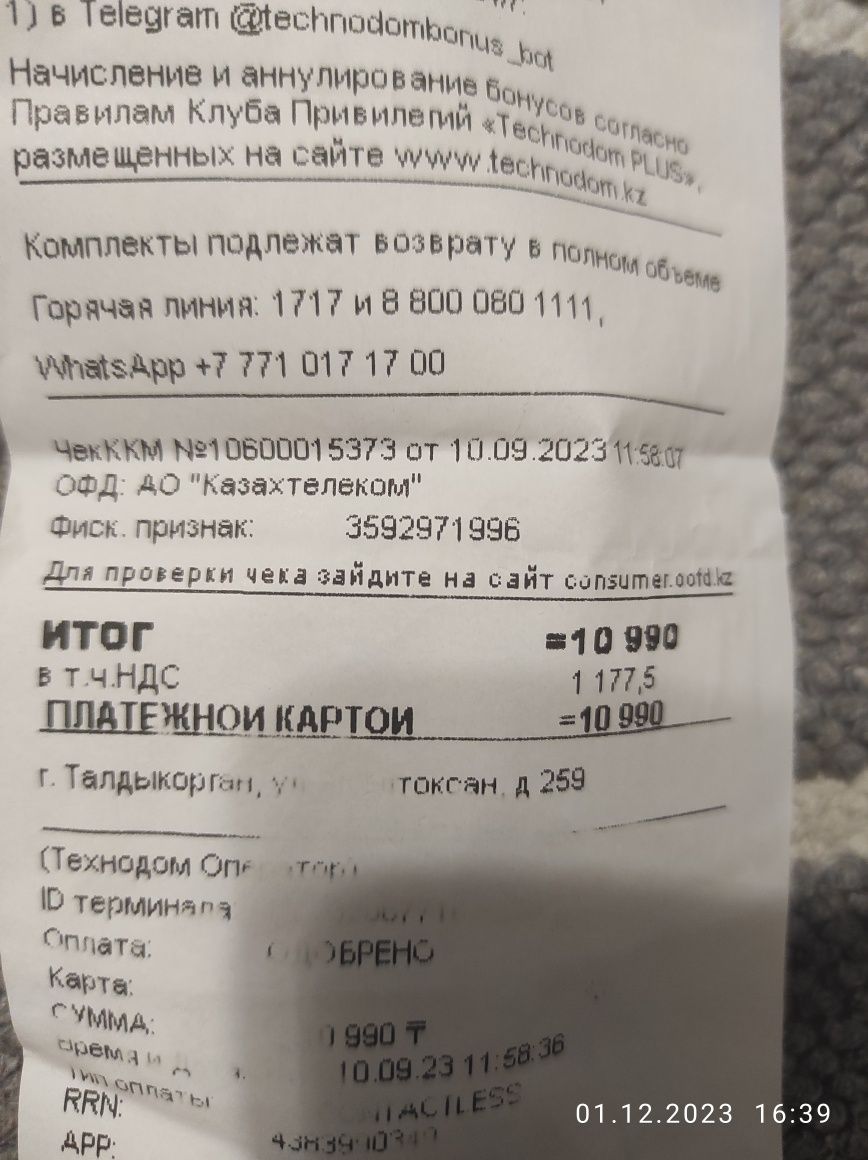 1) в Telegram @technodombonus_bot
Начисление и аннулирование бонусов согласно
Правилам Клуба Привилегий «Technodom PLUS»,
размещенных на сайте www.technodom.kz
Комплекты подлежат возврату в полном объеме
Горячая линия: 1717 и 8 800 080 1111,
WhatsApp +7 771 017 17 00
ЧекККМ №10600015373 от 10.09.2023 11:58:07
ОФД: АО "Казахтелеком"
Фиск. признак: 3592971996
Для проверки чека зайдите на сайт consumer.oofd.kz
ИТОГ =10 990
в т.ч.НДС 1 177,5
ПЛАТЕЖНОЙ КАРТОЙ =10 990
г. Талдыкорган, токсан, д 259
(Технодом Оператор)
ID терминала
Оплата: ОДОБРЕНО
Карта:
СУММА: 990 ₸
Время и 10.09.23 11:58:36
Тип оплаты CONTACTLESS
RRN:
APP:
01.12.2023 16:39